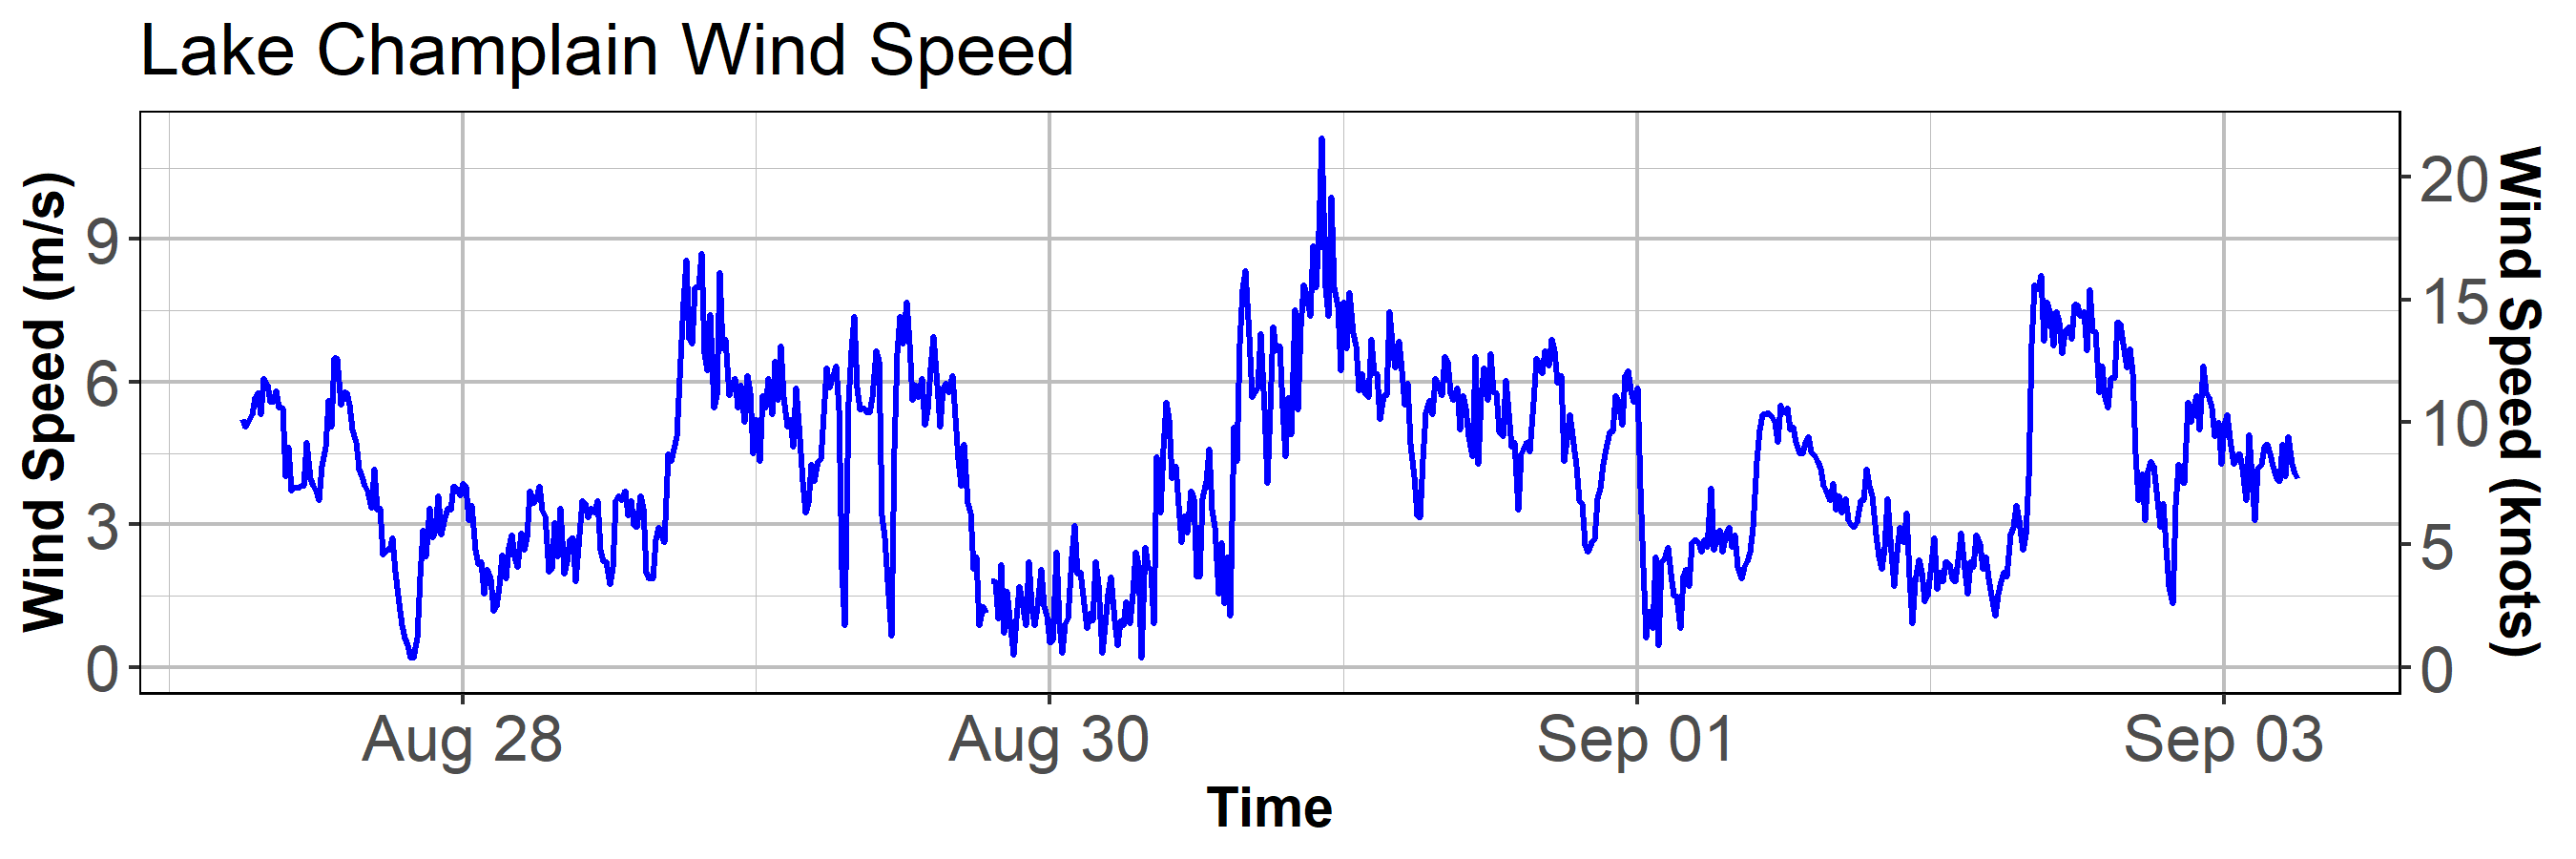 Lake Champlain Wind Speed
Wind Speed (m/s)
9
6
3
0
20
15
10
5
0
Wind Speed (knots)
Aug 28 Aug 30 Sep 01 Sep 03
Time